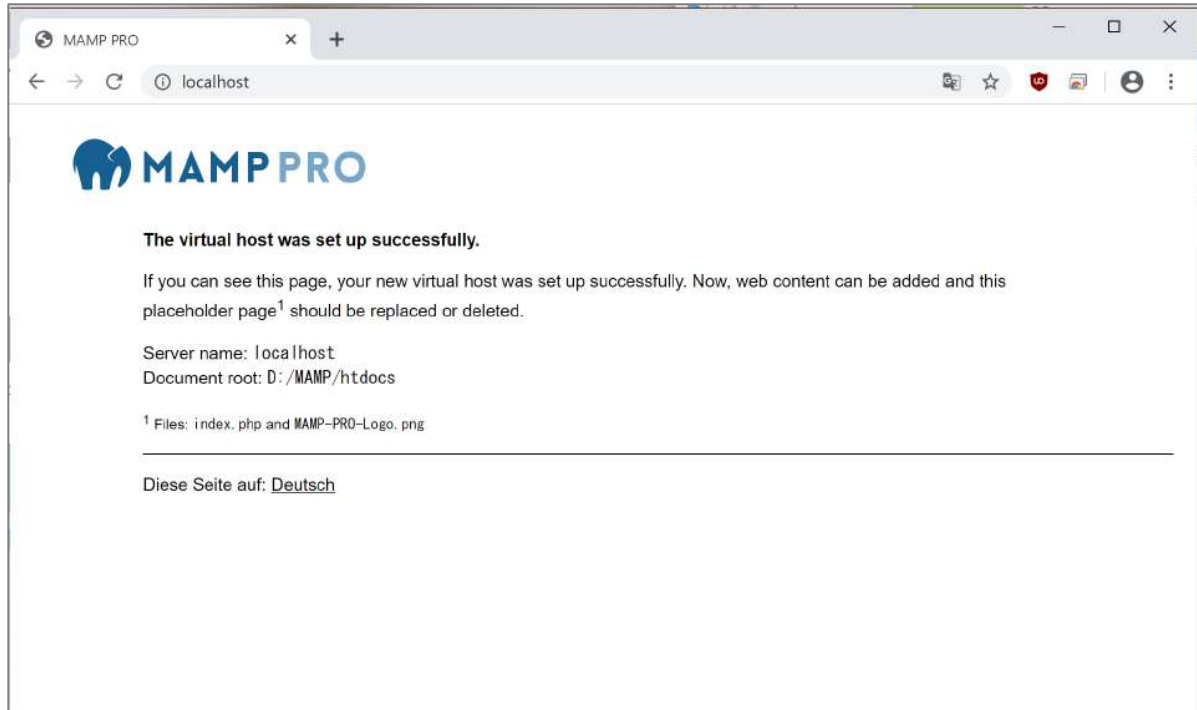 MAMP PRO
localhost
MAMP PRO
The virtual host was set up successfully.
If you can see this page, your new virtual host was set up successfully. Now, web content can be added and this
placeholder page1 should be replaced or deleted.
Server name: localhost
Document root: D:/MAMP/htdocs
1 Files: index.php and MAMP-PRO-Logo.png
Diese Seite auf: Deutsch